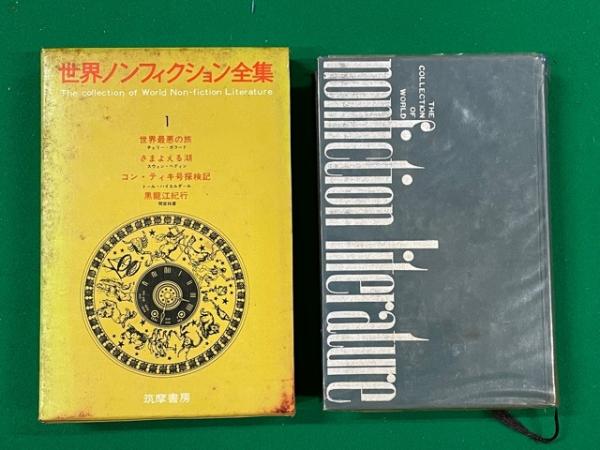 世界ノンフィクション全集
The collection of World Non-fiction Literature
1
世界最悪の旅
チェリー・ガラード
さまよえる湖
スウェン・ヘディン
コン・ティキ号探検記
トール・ハイエルダール
黒龍江紀行
筑摩書房
THE
COLLECTION
OF
WORLD
nonfiction literature